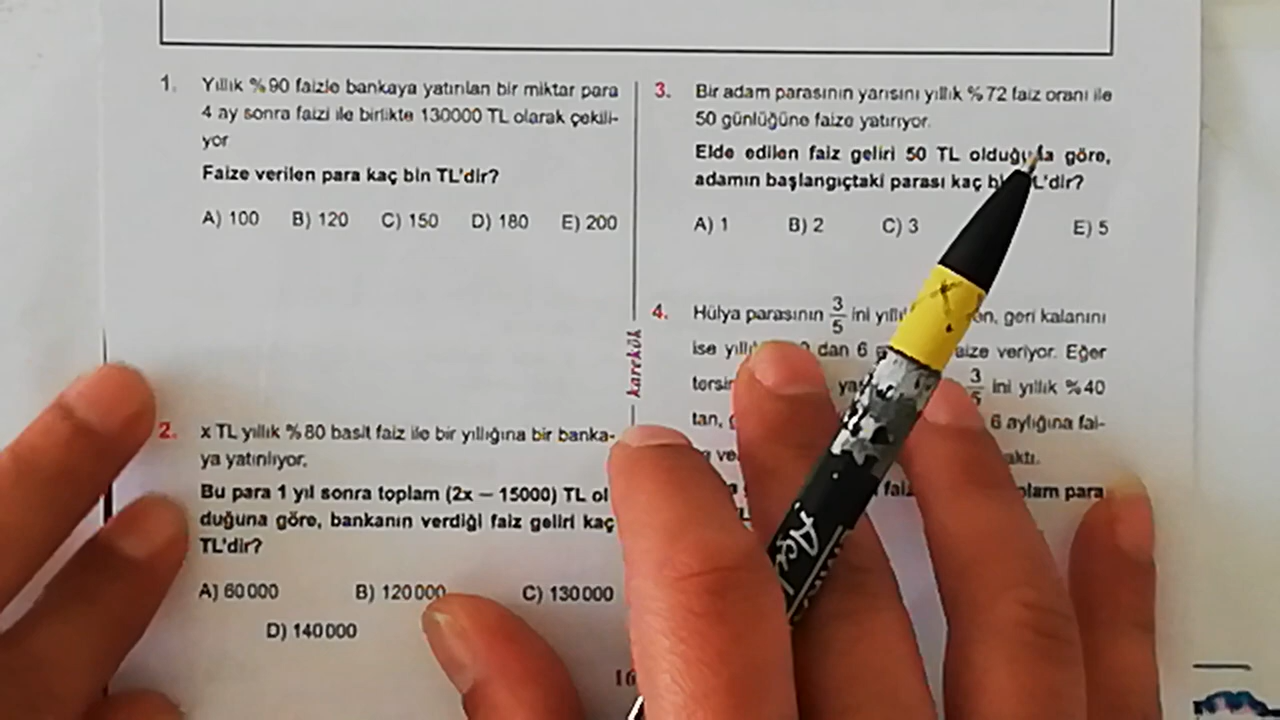 1. Yıllık %90 faizle bankaya yatırılan bir miktar para
4 ay sonra faizi ile birlikte 130000 TL olarak çekili-
yor
Faize verilen para kaç bin TL'dir?
A) 100 B) 120 C) 150 D) 180 E) 200
2. x TL yıllık %80 basit faiz ile bir yıllığına bir banka-
ya yatırılıyor.
Bu para 1 yıl sonra toplam (2x – 15000) TL ol
duğuna göre, bankanın verdiği faiz geliri kaç
TL'dir?
A) 60000 B) 120000 C) 130000
D) 140000
karekök
3. Bir adam parasının yarısını yıllık %72 faiz oranı ile
50 günlüğüne faize yatırıyor.
Elde edilen faiz geliri 50 TL olduğuna göre,
adamın başlangıçtaki parası kaç TL'dir?
A) 1 B) 2 C) 3 E) 5
4. Hülya parasının 3/5 ini geri kalanını
ise dan 6 veriyor. Eğer
3/5 ini yıllık %40
tan, 6 aylığına fai-
para
16